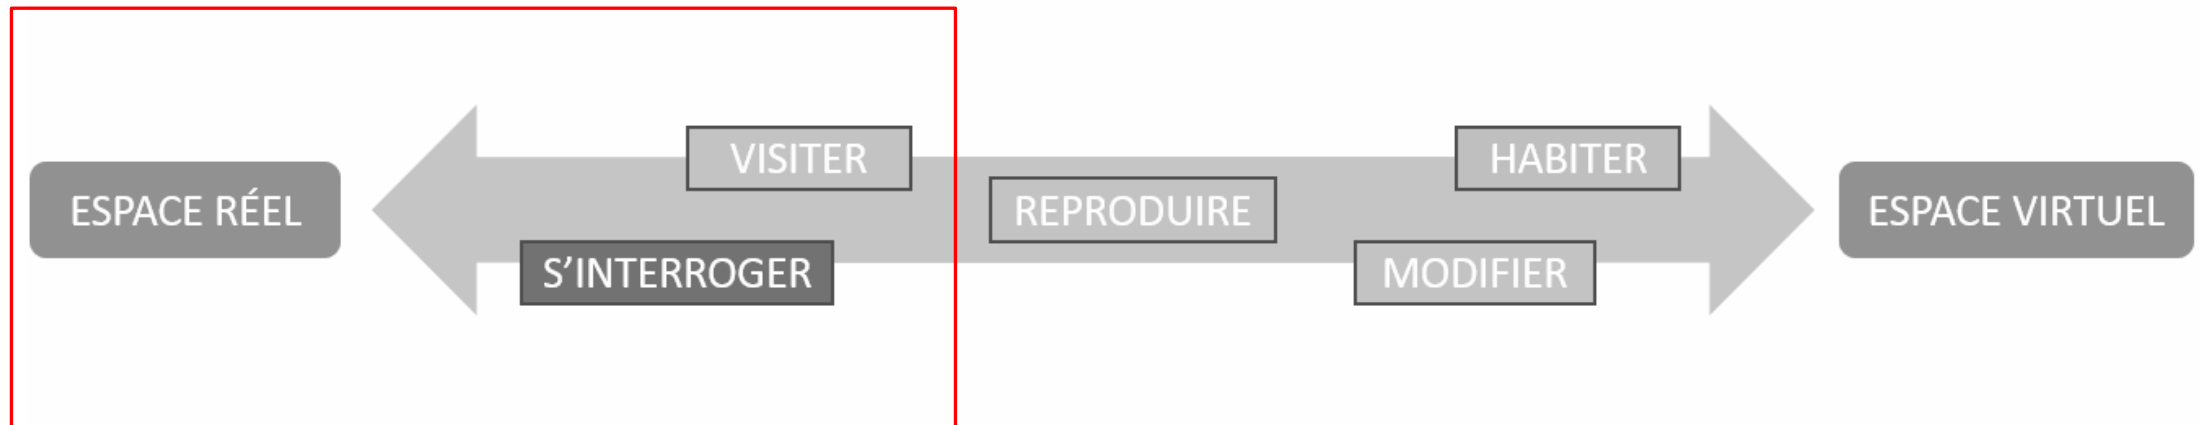 VISITER
HABITER
ESPACE RÉEL
REPRODUIRE
ESPACE VIRTUEL
S’INTERROGER
MODIFIER